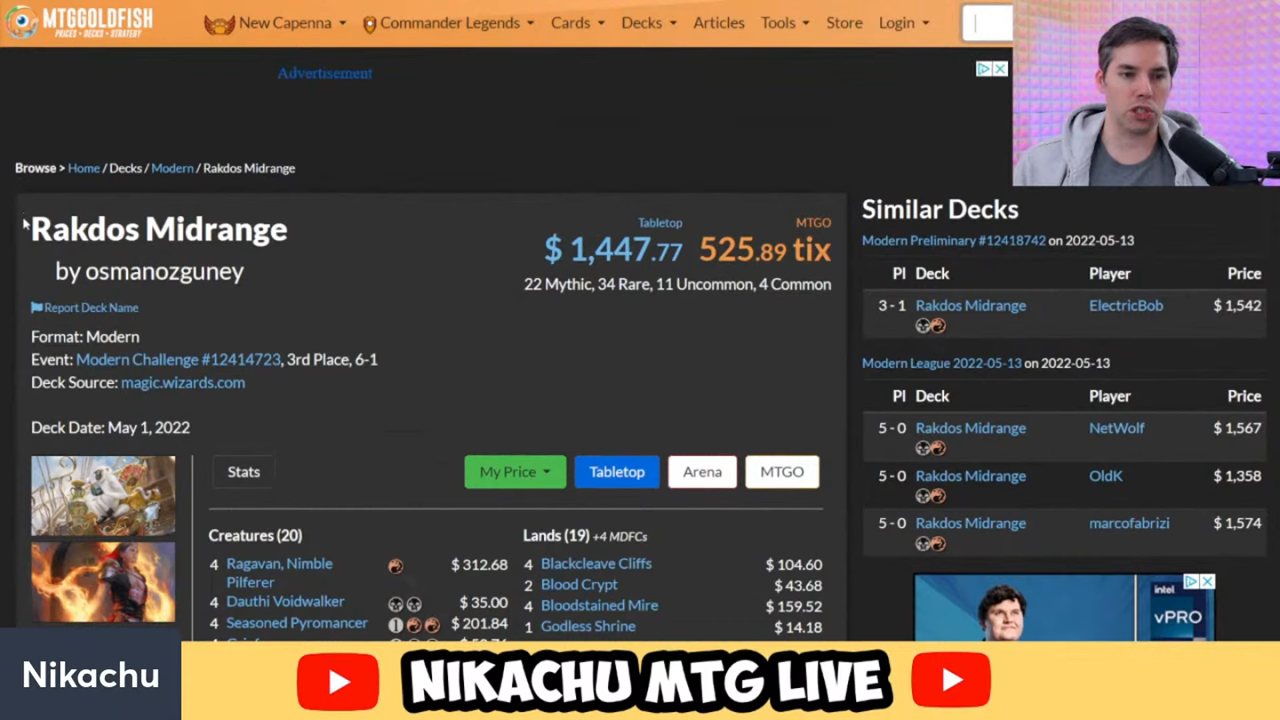 MTGGOLDFISH
PRICES • DECKS • STRATEGY
New Capenna
Commander Legends
Cards
Decks
Articles
Tools
Store
Login
Advertisement
Browse > Home / Decks / Modern / Rakdos Midrange
Rakdos Midrange
by osmanozguney
Report Deck Name
Format: Modern
Event: Modern Challenge #12414723, 3rd Place, 6-1
Deck Source: magic.wizards.com
Deck Date: May 1, 2022
Tabletop
$ 1,447.77
MTGO
525.89 tix
22 Mythic, 34 Rare, 11 Uncommon, 4 Common
Stats
My Price
Tabletop
Arena
MTGO
Creatures (20)
4 Ragavan, Nimble Pilferer $ 312.68
4 Dauthi Voidwalker $ 35.00
4 Seasoned Pyromancer 1 $ 201.84
Lands (19) +4 MDFCs
4 Blackcleave Cliffs $ 104.60
2 Blood Crypt $ 43.68
4 Bloodstained Mire $ 159.52
1 Godless Shrine $ 14.18
Similar Decks
Modern Preliminary #12418742 on 2022-05-13
Pl Deck Player Price
3 - 1 Rakdos Midrange ElectricBob $ 1,542
Modern League 2022-05-13 on 2022-05-13
Pl Deck Player Price
5 - 0 Rakdos Midrange NetWolf $ 1,567
5 - 0 Rakdos Midrange OldK $ 1,358
5 - 0 Rakdos Midrange marcofabrizi $ 1,574
intel
vPRO
Nikachu
NIKACHU MTG LIVE